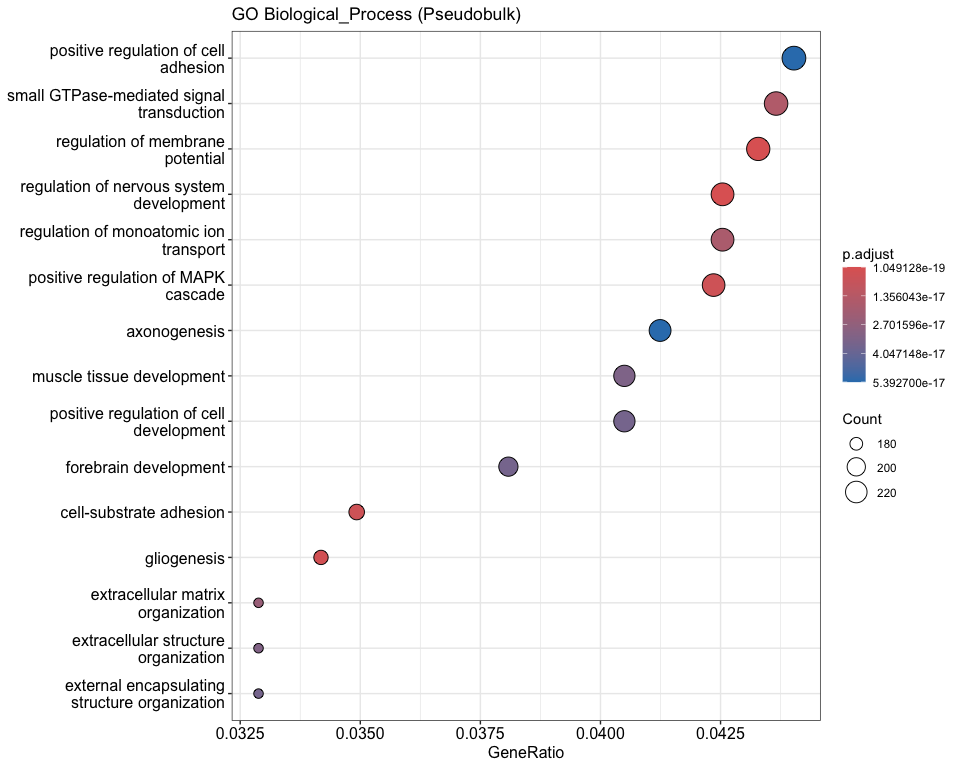 GO Biological_Process (Pseudobulk)
positive regulation of cell
adhesion
small GTPase-mediated signal
transduction
regulation of membrane
potential
regulation of nervous system
development
regulation of monoatomic ion
transport
positive regulation of MAPK
cascade
axonogenesis
muscle tissue development
positive regulation of cell
development
forebrain development
cell-substrate adhesion
gliogenesis
extracellular matrix
organization
extracellular structure
organization
external encapsulating
structure organization
0.0325 0.0350 0.0375 0.0400 0.0425
GeneRatio
p.adjust
1.049128e-19
1.356043e-17
2.701596e-17
4.047148e-17
5.392700e-17
Count
180
200
220